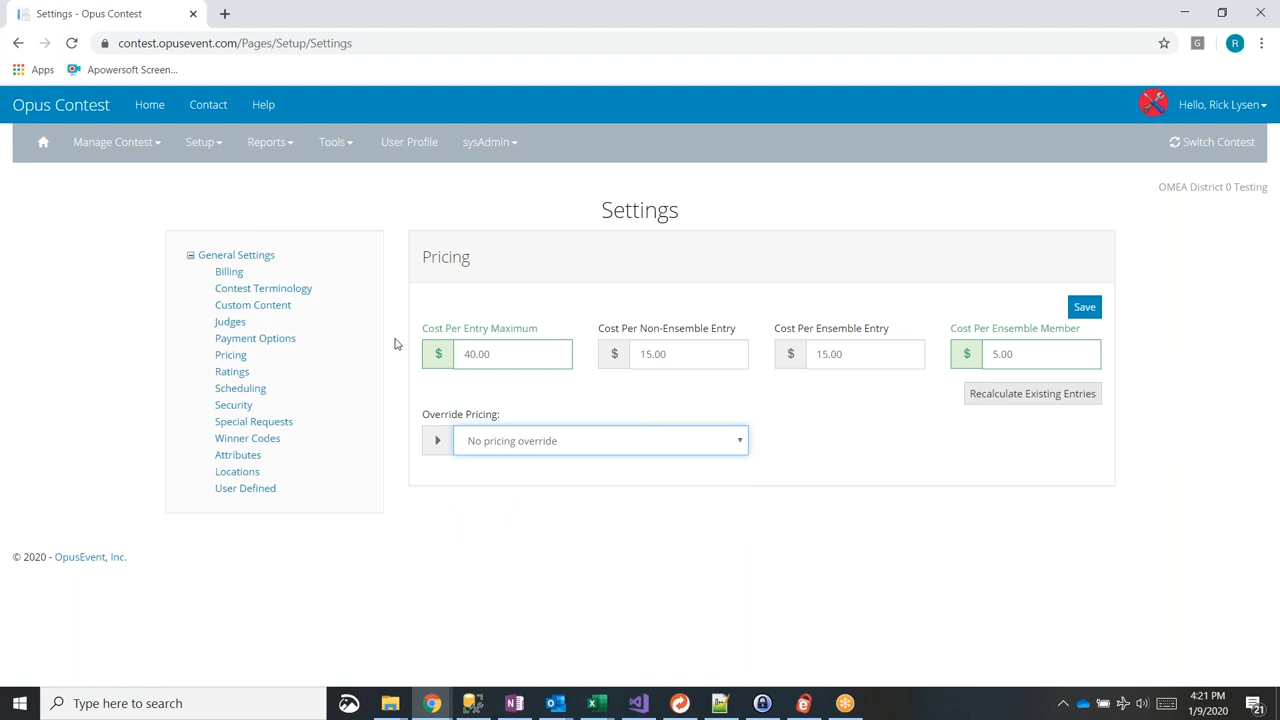 Settings - Opus Contest
contest.opusevent.com/Pages/Setup/Settings
G
R
Apps
Apowersoft Screen...
Opus Contest
Home
Contact
Help
Hello, Rick Lysen
Manage Contest
Setup
Reports
Tools
User Profile
sysAdmin
Switch Contest
OMEA District 0 Testing
Settings
General Settings
Billing
Contest Terminology
Custom Content
Judges
Payment Options
Pricing
Ratings
Scheduling
Security
Special Requests
Winner Codes
Attributes
Locations
User Defined
Pricing
Save
Cost Per Entry Maximum
Cost Per Non-Ensemble Entry
Cost Per Ensemble Entry
Cost Per Ensemble Member
$ 40.00
$ 15.00
$ 15.00
$ 5.00
Recalculate Existing Entries
Override Pricing:
No pricing override
© 2020 - OpusEvent, Inc.
Type here to search
4:21 PM
1/9/2020
21